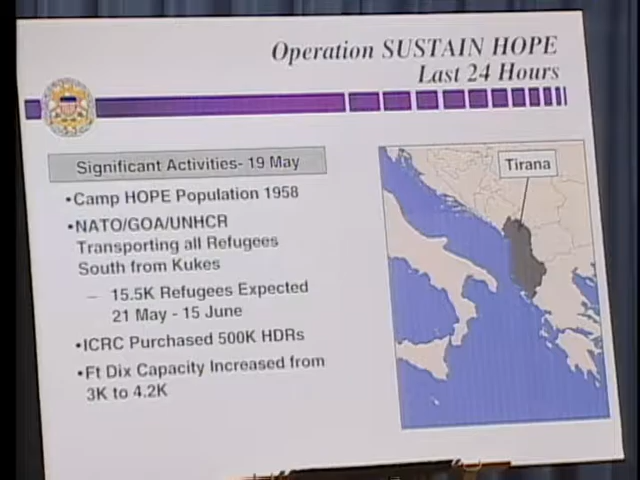 Operation SUSTAIN HOPE
Last 24 Hours
Significant Activities- 19 May
•Camp HOPE Population 1958
•NATO/GOA/UNHCR
Transporting all Refugees
South from Kukes
– 15.5K Refugees Expected
21 May - 15 June
•ICRC Purchased 500K HDRs
•Ft Dix Capacity Increased from
3K to 4.2K
Tirana